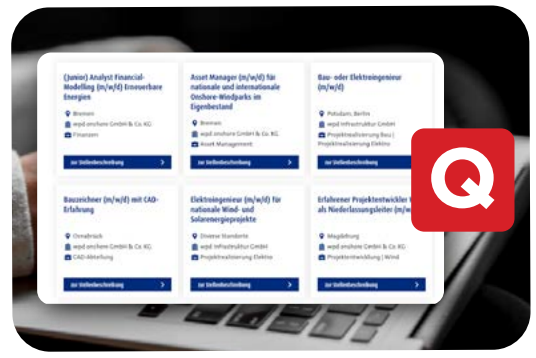 (Junior) Analyst Financial-
Modelling (m/w/d) Erneuerbare
Energien
Bremen
wpd onshore GmbH & Co. KG
Finanzen
zur Stellenbeschreibung
Asset Manager (m/w/d) für
nationale und internationale
Onshore-Windparks im
Eigenbestand
Bremen
wpd onshore GmbH & Co. KG
Asset Management
zur Stellenbeschreibung
Bau- oder Elektroingenieur
(m/w/d)
Potsdam, Berlin
wpd infrastruktur GmbH
Projektrealisierung Bau |
Projektrealisierung Elektro
zur Stellenbeschreibung
Bauzeichner (m/w/d) mit CAD-
Erfahrung
Osnabrück
wpd onshore GmbH & Co. KG
CAD-Abteilung
zur Stellenbeschreibung
Elektroingenieur (m/w/d) für
nationale Wind- und
Solarenergieprojekte
Diverse Standorte
wpd infrastruktur GmbH
Projektrealisierung Elektro
zur Stellenbeschreibung
Erfahrener Projektentwickler
als Niederlassungsleiter (m/w/
Magdeburg
wpd onshore GmbH & Co. KG
Projektentwicklung | Wind
zur Stellenbeschreibung
Q